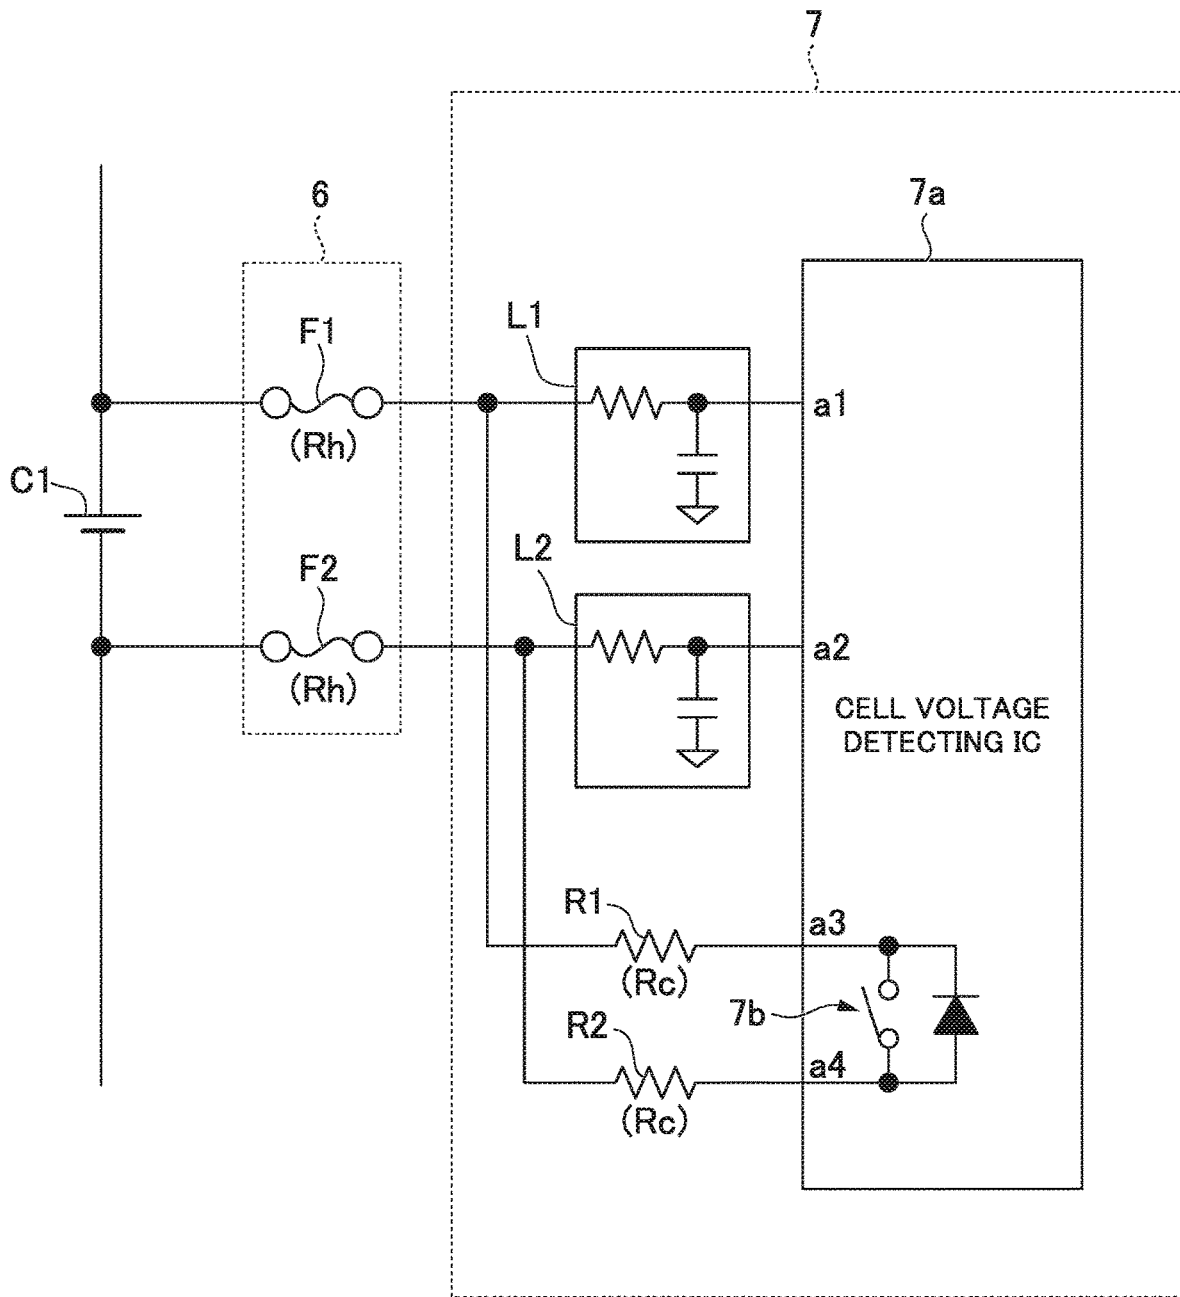 7
6
7a
F1
(Rh)
L1
a1
C1
F2
(Rh)
L2
a2
CELL VOLTAGE
DETECTING IC
R1
(Rc)
a3
7b
R2
(Rc)
a4